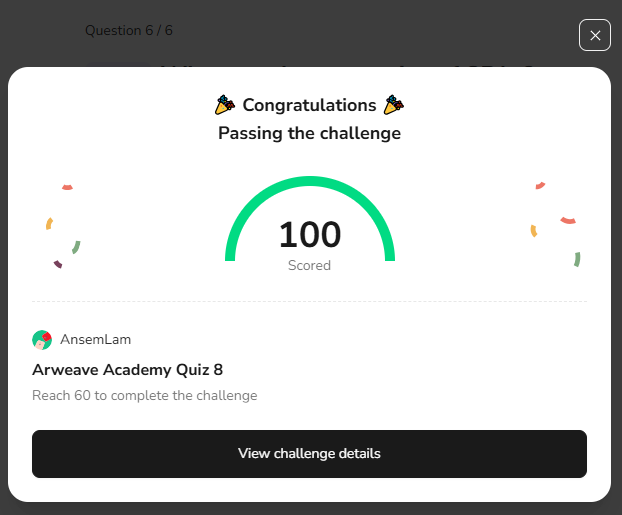 Question 6 / 6
Congratulations
Passing the challenge
100
Scored
AnsemLam
Arweave Academy Quiz 8
Reach 60 to complete the challenge
View challenge details